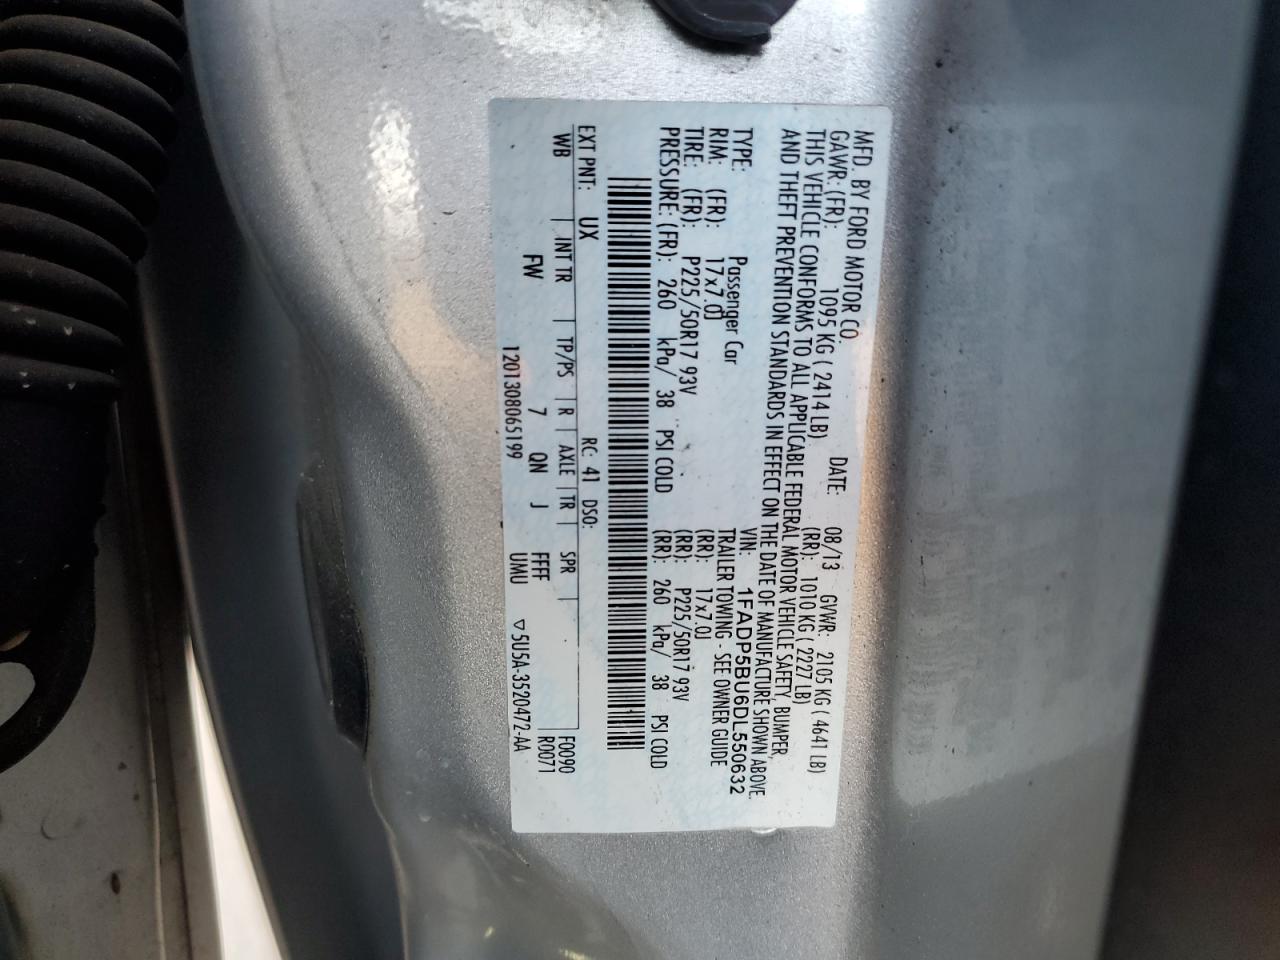 MFD. BY FORD MOTOR CO.
DATE: 08/13 GVWR: 2105 KG ( 4641 LB)
GAWR: (FR): 1095 KG ( 2414 LB) (RR): 1010 KG ( 2227 LB)
THIS VEHICLE CONFORMS TO ALL APPLICABLE FEDERAL MOTOR VEHICLE SAFETY, BUMPER,
AND THEFT PREVENTION STANDARDS IN EFFECT ON THE DATE OF MANUFACTURE SHOWN ABOVE.
VIN: 1FADP5BU6DL550632
TYPE: Passenger Car TRAILER TOWING - SEE OWNER GUIDE
RIM: (FR): 17x7.0J (RR): 17x7.0J
TIRE: (FR): P225/50R17 93V (RR): P225/50R17 93V
PRESSURE: (FR): 260 kPa/ 38 PSI COLD (RR): 260 kPa/ 38 PSI COLD
EXT PNT: UX RC: 41 DSO:
WB | INT TR | TP/PS | R | AXLE | TR | SPR | F0090
FW 7 QN J FFFF R0071
1201308065199 UMU ▽5U5A-3520472-AA